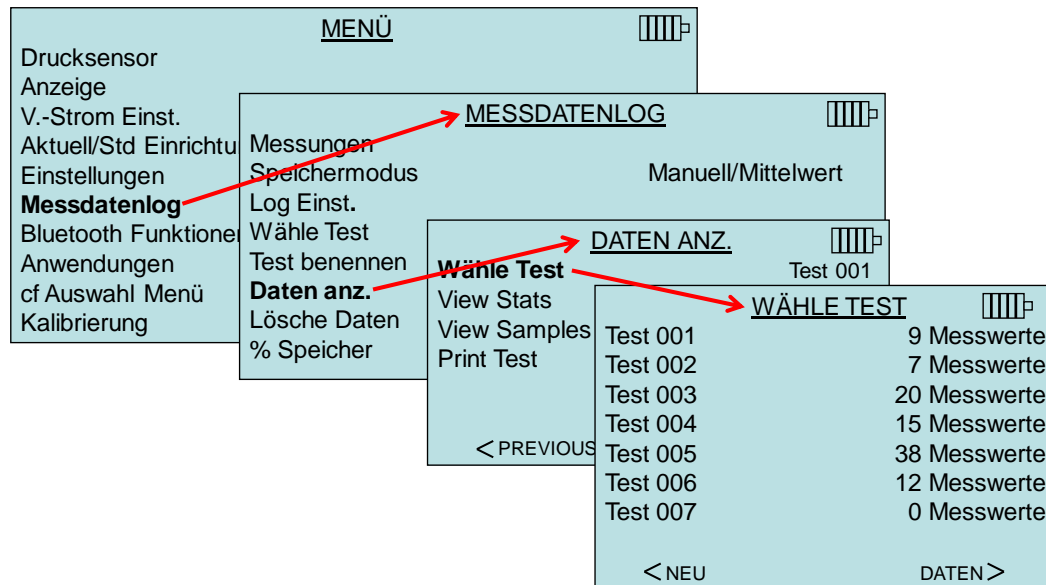 MENÜ
Drucksensor
Anzeige
V.-Strom Einst.
Aktuell/Std Einrichtu
Einstellungen
Messdatenlog
Bluetooth Funktione
Anwendungen
cf Auswahl Menü
Kalibrierung
MESSDATENLOG
Messungen
Speichermodus Manuell/Mittelwert
Log Einst.
Wähle Test
Test benennen
Daten anz.
Lösche Daten
% Speicher
DATEN ANZ.
Wähle Test Test 001
View Stats
View Samples
Print Test
< PREVIOUS
WÄHLE TEST
Test 001 9 Messwerte
Test 002 7 Messwerte
Test 003 20 Messwerte
Test 004 15 Messwerte
Test 005 38 Messwerte
Test 006 12 Messwerte
Test 007 0 Messwerte
< NEU DATEN >